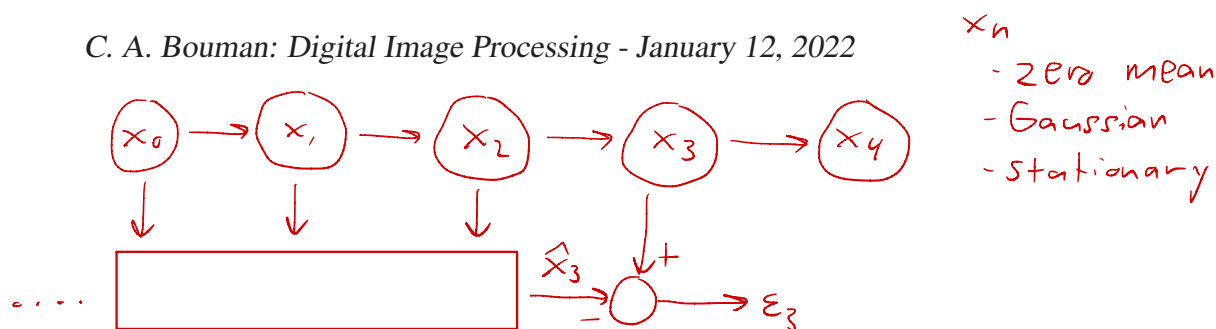 C. A. Bouman: Digital Image Processing - January 12, 2022
xₙ
- zero mean
- Gaussian
- stationary
x₀ x₁ x₂ x₃ x₄
x̂₃ +
.... - ε₃